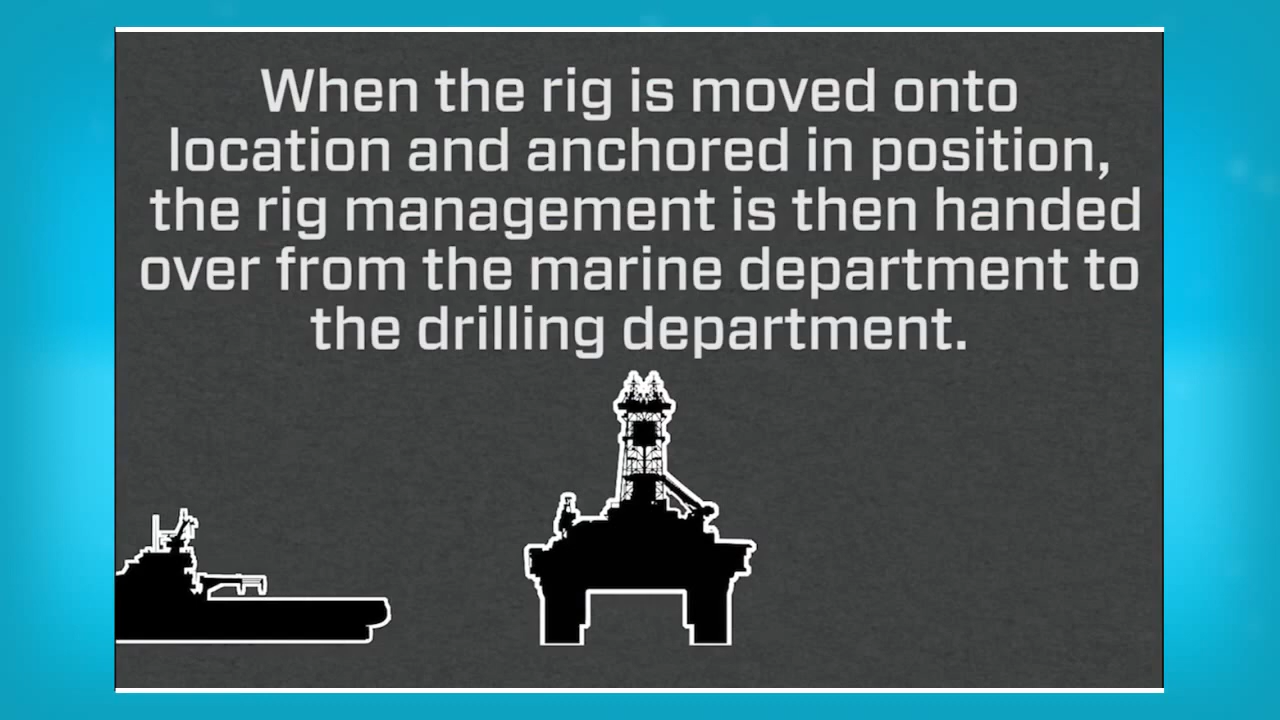 When the rig is moved onto
location and anchored in position,
the rig management is then handed
over from the marine department to
the drilling department.